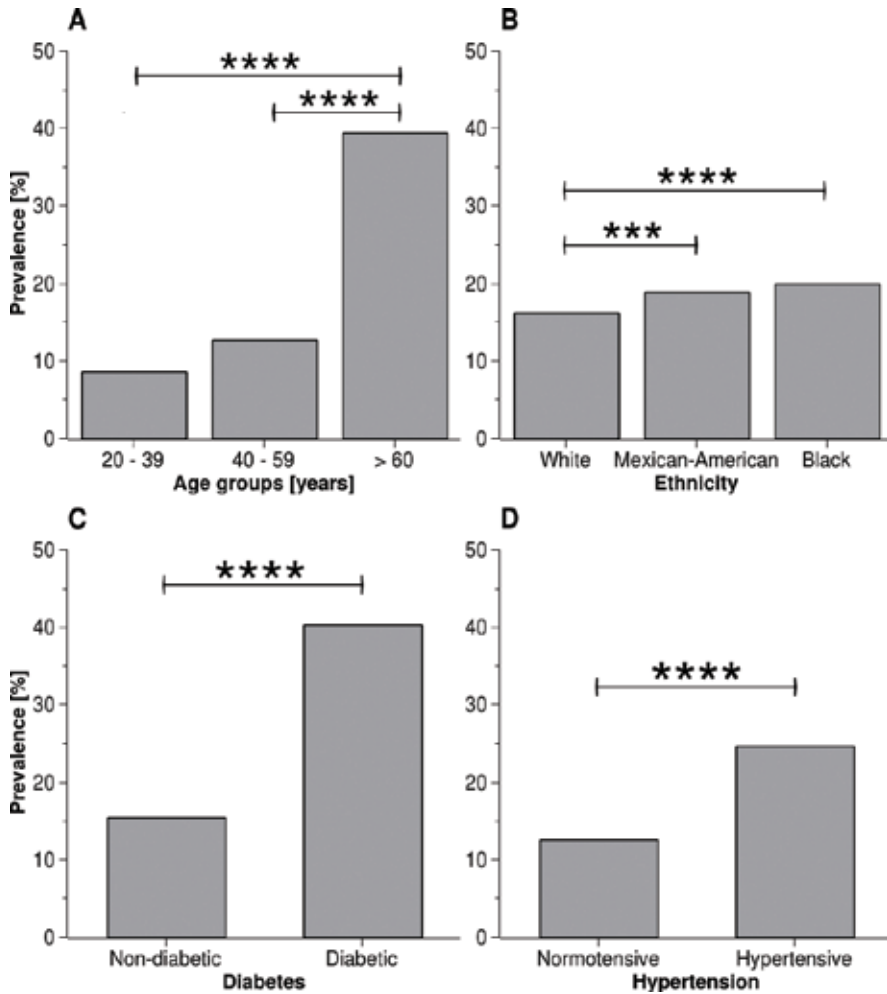 A
Prevalence [%]
50
40
30
20
10
0
****
****
20 - 39 40 - 59 > 60
Age groups [years]
B
50
40
30
20
10
0
****
***
White Mexican-American Black
Ethnicity
C
Prevalence [%]
50
40
30
20
10
0
****
Non-diabetic Diabetic
Diabetes
D
50
40
30
20
10
0
****
Normotensive Hypertensive
Hypertension